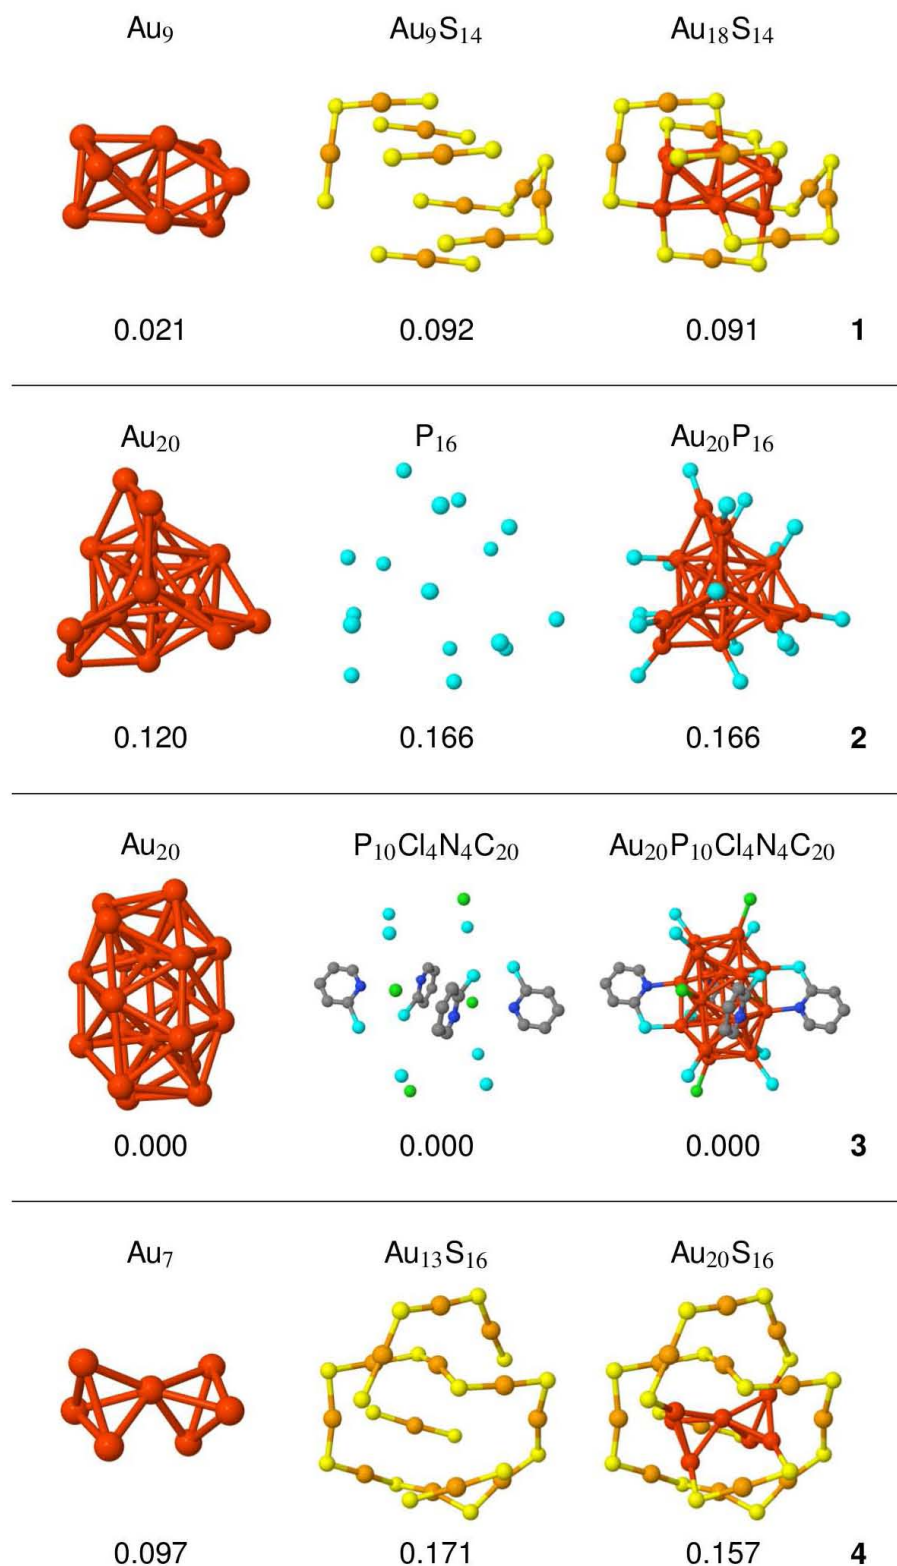 Au₉ Au₉S₁₄ Au₁₈S₁₄
0.021 0.092 0.091 1
Au₂₀ P₁₆ Au₂₀P₁₆
0.120 0.166 0.166 2
Au₂₀ P₁₀Cl₄N₄C₂₀ Au₂₀P₁₀Cl₄N₄C₂₀
0.000 0.000 0.000 3
Au₇ Au₁₃S₁₆ Au₂₀S₁₆
0.097 0.171 0.157 4